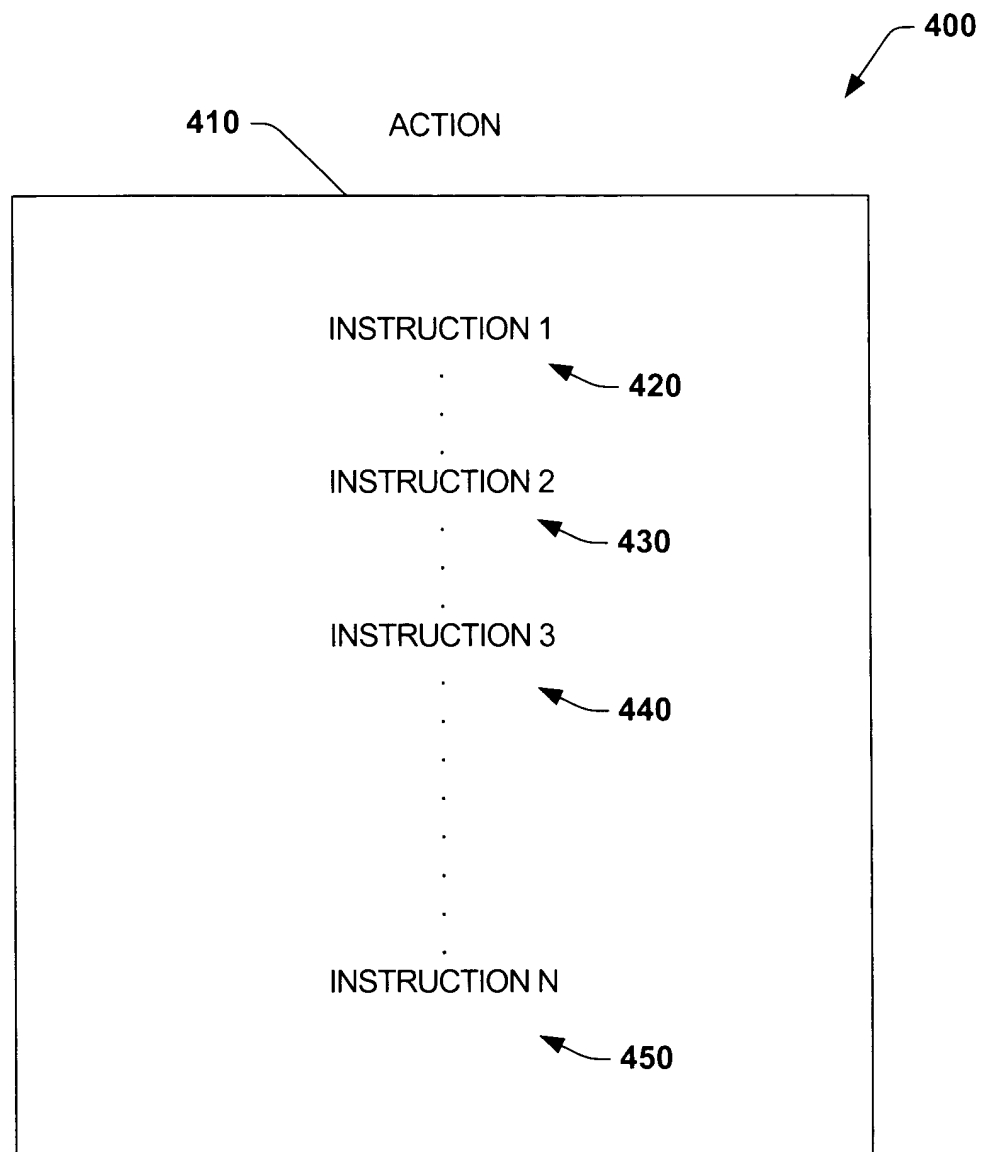 400
410 ACTION
INSTRUCTION 1
420
INSTRUCTION 2
430
INSTRUCTION 3
440
INSTRUCTION N
450